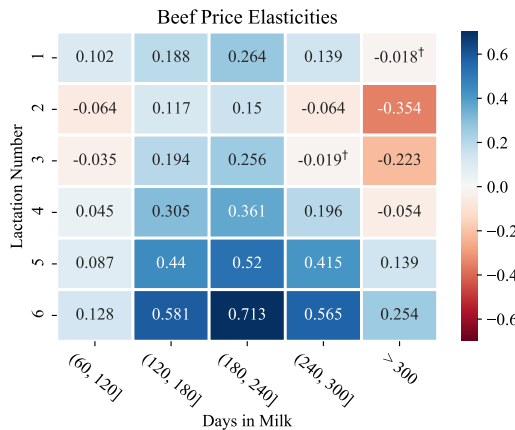 Beef Price Elasticities
Lactation Number
1 0.102 0.188 0.264 0.139 -0.018†
2 -0.064 0.117 0.15 -0.064 -0.354
3 -0.035 0.194 0.256 -0.019† -0.223
4 0.045 0.305 0.361 0.196 -0.054
5 0.087 0.44 0.52 0.415 0.139
6 0.128 0.581 0.713 0.565 0.254
(60, 120] (120, 180] (180, 240] (240, 300] > 300
Days in Milk
0.6
0.4
0.2
0.0
−0.2
−0.4
−0.6